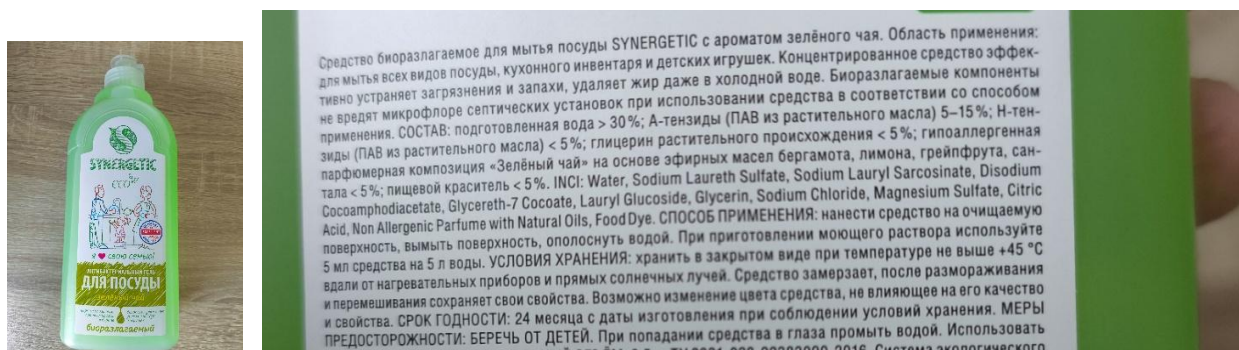 SYNERGETIC
eco
я свою семью!
АНТИБАКТЕРИАЛЬНЫЙ ГЕЛЬ
ДЛЯ ПОСУДЫ
зелёный чай
биоразлагаемый
Средство биоразлагаемое для мытья посуды SYNERGETIC с ароматом зелёного чая. Область применения:
для мытья всех видов посуды, кухонного инвентаря и детских игрушек. Концентрированное средство эффек-
тивно устраняет загрязнения и запахи, удаляет жир даже в холодной воде. Биоразлагаемые компоненты
не вредят микрофлоре септических установок при использовании средства в соответствии со способом
применения. СОСТАВ: подготовленная вода > 30%; А-тензиды (ПАВ из растительного масла) 5–15%; Н-тен-
зиды (ПАВ из растительного масла) < 5%; глицерин растительного происхождения < 5%; гипоаллергенная
парфюмерная композиция «Зелёный чай» на основе эфирных масел бергамота, лимона, грейпфрута, сан-
тала < 5%; пищевой краситель < 5%. INCI: Water, Sodium Laureth Sulfate, Sodium Lauryl Sarcosinate, Disodium
Cocoamphodiacetate, Glycereth-7 Cocoate, Lauryl Glucoside, Glycerin, Sodium Chloride, Magnesium Sulfate, Citric
Acid, Non Allergenic Parfume with Natural Oils, Food Dye. СПОСОБ ПРИМЕНЕНИЯ: нанести средство на очищаемую
поверхность, вымыть поверхность, ополоснуть водой. При приготовлении моющего раствора используйте
5 мл средства на 5 л воды. УСЛОВИЯ ХРАНЕНИЯ: хранить в закрытом виде при температуре не выше +45 °С
вдали от нагревательных приборов и прямых солнечных лучей. Средство замерзает, после размораживания
и перемешивания сохраняет свои свойства. Возможно изменение цвета средства, не влияющее на его качество
и свойства. СРОК ГОДНОСТИ: 24 месяца с даты изготовления при соблюдении условий хранения. МЕРЫ
ПРЕДОСТОРОЖНОСТИ: БЕРЕЧЬ ОТ ДЕТЕЙ. При попадании средства в глаза промыть водой. Использовать
Система экологического